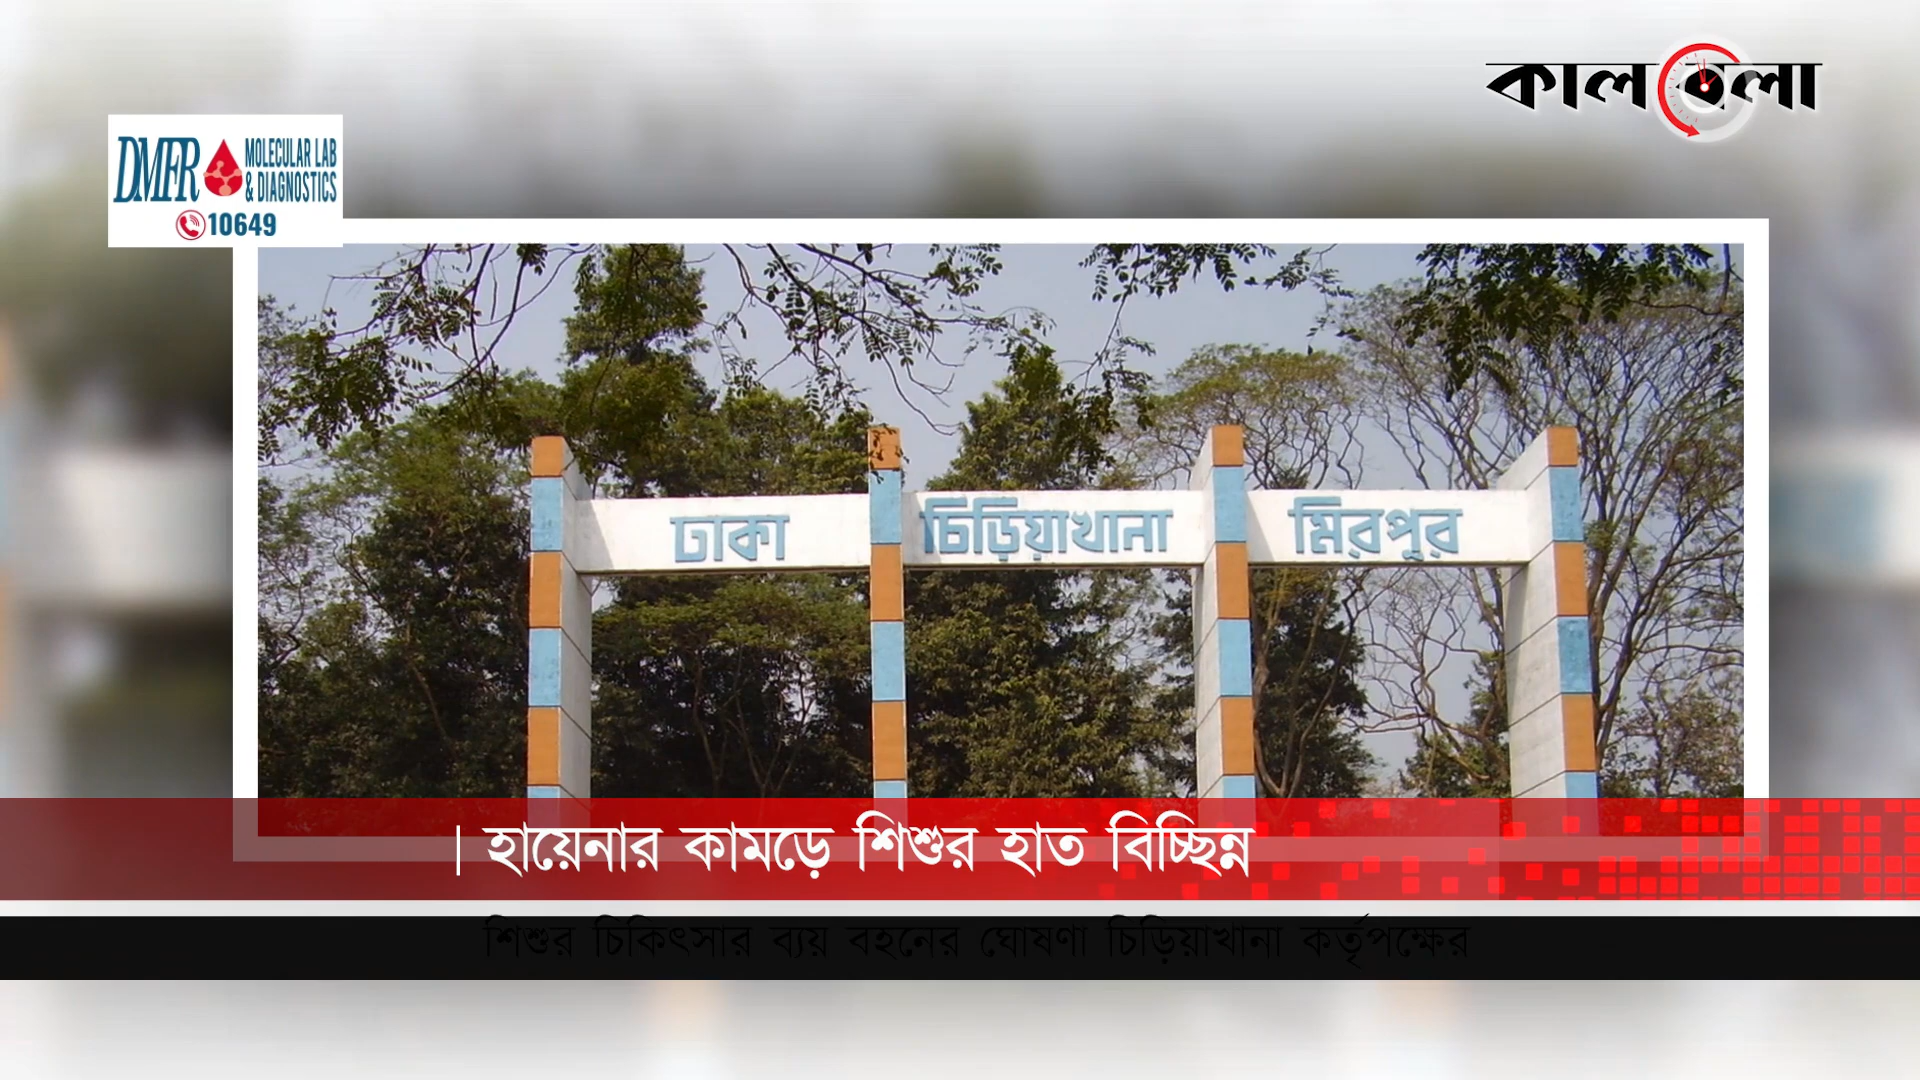 কালবেলা
DMFR MOLECULAR LAB
& DIAGNOSTICS
10649
ঢাকা চিড়িয়াখানা মিরপুর
হায়েনার কামড়ে শিশুর হাত বিচ্ছিন্ন
শিশুর চিকিৎসার ব্যয় বহনের ঘোষণা চিড়িয়াখানা কর্তৃপক্ষের